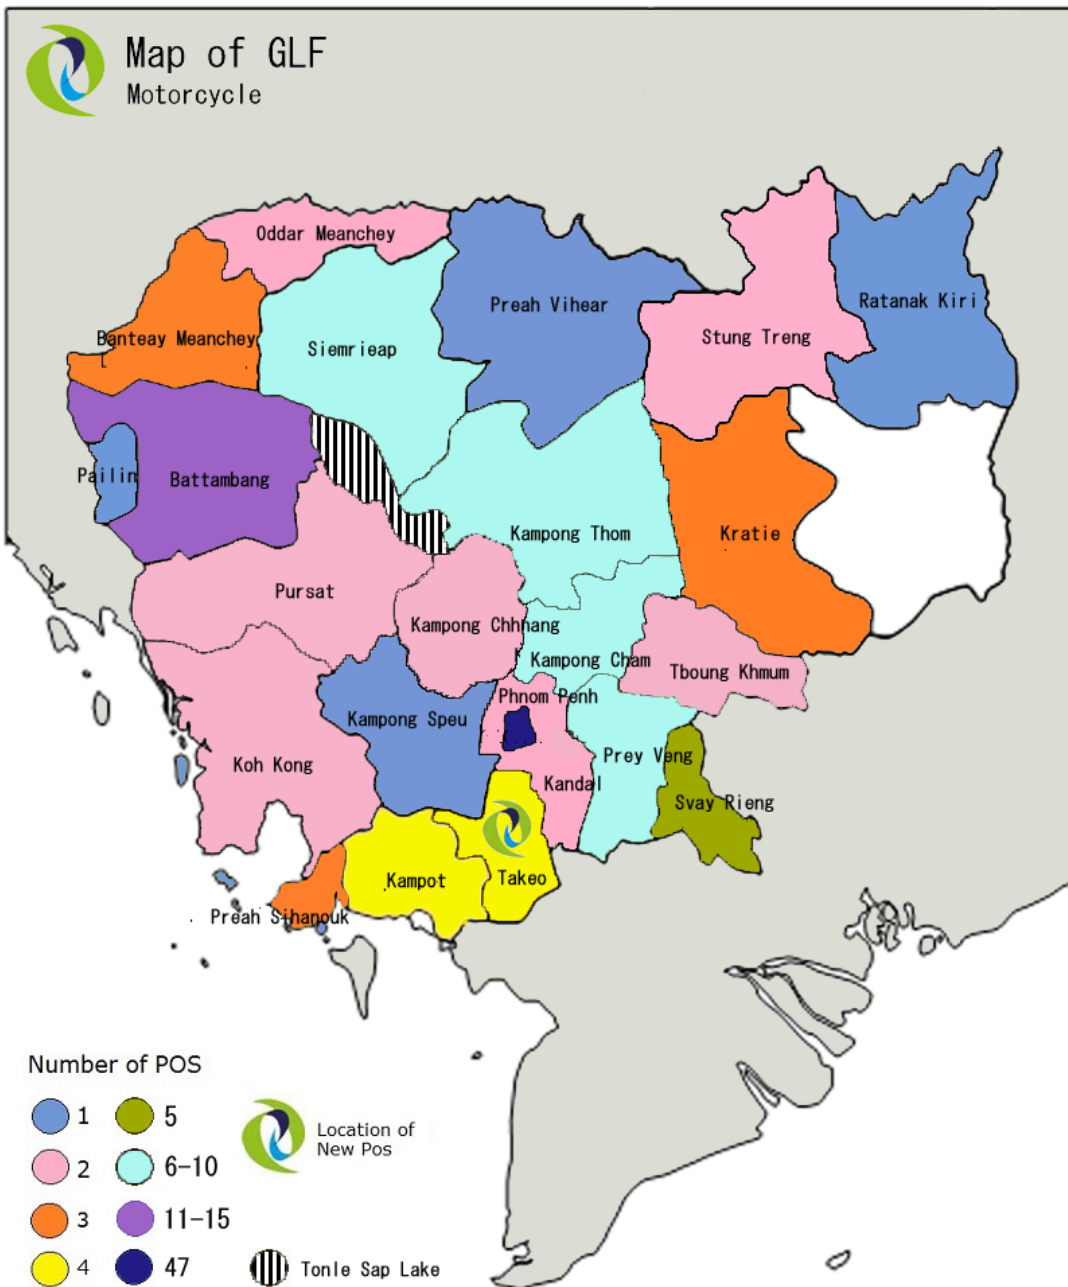 Map of GLF
Motorcycle
Oddar Meanchey
Preah Vihear
Ratanak Kiri
Stung Treng
Banteay Meanchey
Siemrieap
Pailin
Battambang
Kampong Thom
Kratie
Pursat
Kampong Chhnang
Kampong Cham
Tboung Khmum
Phnom Penh
Kampong Speu
Koh Kong
Prey Veng
Kandal
Svay Rieng
Kampot
Takeo
Preah Sihanouk
Number of POS
1
5
2
6-10
3
11-15
4
47
Location of
New Pos
Tonle Sap Lake